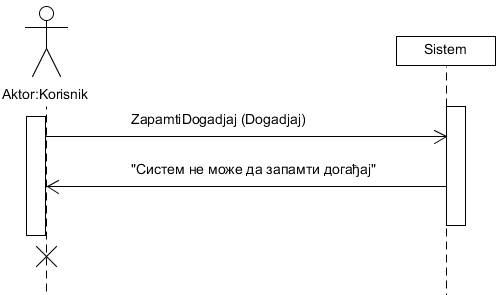 Sistem
Aktor:Korisnik
ZapamtiDogadjaj (Dogadjaj)
"Систем не може да запамти догађај"